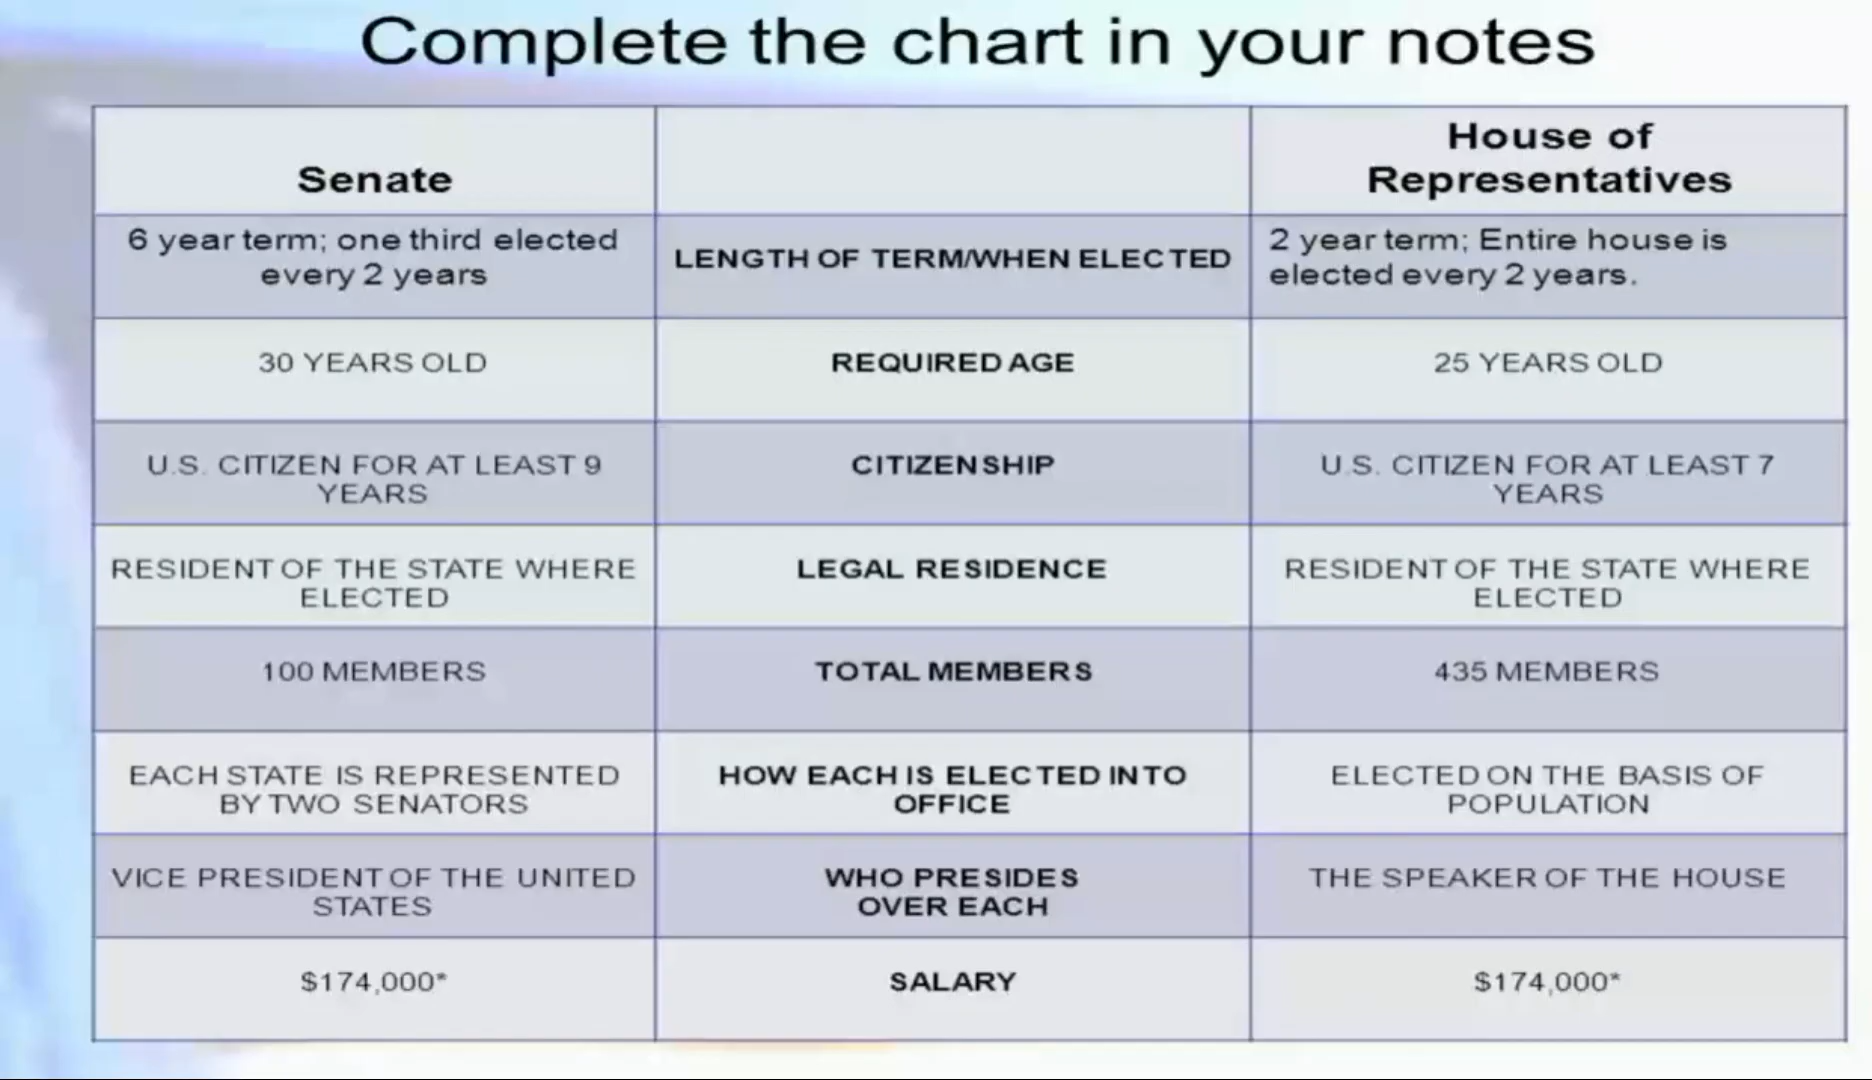 Complete the chart in your notes
Senate
House of
Representatives
6 year term; one third elected
every 2 years
LENGTH OF TERM/WHEN ELECTED
2 year term; Entire house is
elected every 2 years.
30 YEARS OLD
REQUIRED AGE
25 YEARS OLD
U.S. CITIZEN FOR AT LEAST 9
YEARS
CITIZENSHIP
U.S. CITIZEN FOR AT LEAST 7
YEARS
RESIDENT OF THE STATE WHERE
ELECTED
LEGAL RESIDENCE
RESIDENT OF THE STATE WHERE
ELECTED
100 MEMBERS
TOTAL MEMBERS
435 MEMBERS
EACH STATE IS REPRESENTED
BY TWO SENATORS
HOW EACH IS ELECTED INTO
OFFICE
ELECTED ON THE BASIS OF
POPULATION
VICE PRESIDENT OF THE UNITED
STATES
WHO PRESIDES
OVER EACH
THE SPEAKER OF THE HOUSE
$174,000*
SALARY
$174,000*